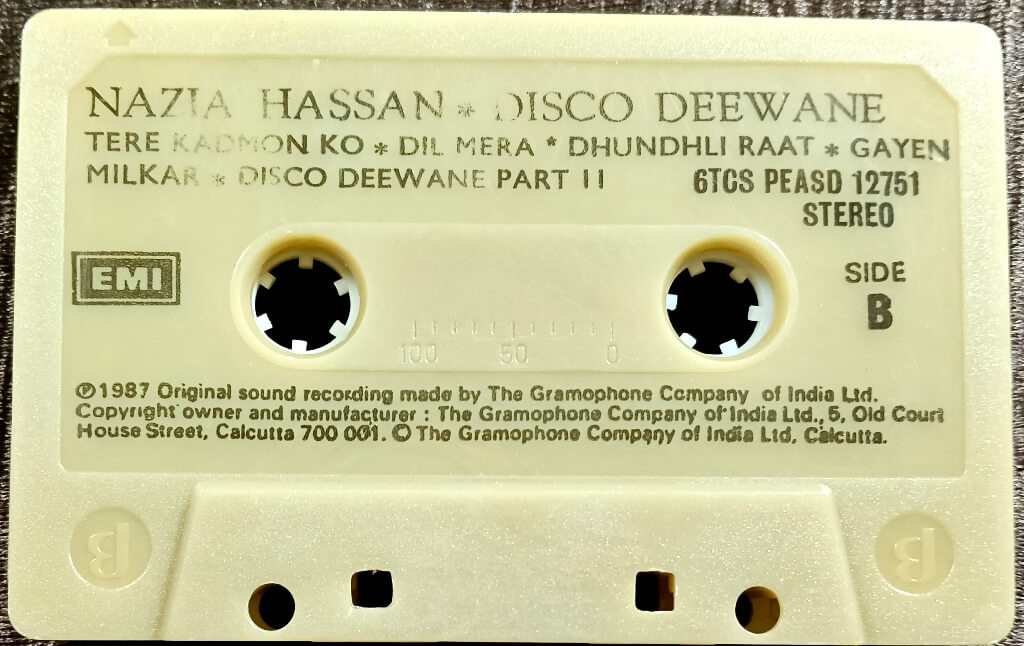 NAZIA HASSAN * DISCO DEEWANE
TERE KADMON KO * DIL MERA * DHUNDHLI RAAT * GAYEN
MILKAR * DISCO DEEWANE PART II
6TCS PEASD 12751
STEREO
EMI
SIDE
B
100 50 0
Ⓟ1987 Original sound recording made by The Gramophone Company of India Ltd.
Copyright owner and manufacturer : The Gramophone Company of India Ltd., 5, Old Court
House Street, Calcutta 700 001. © The Gramophone Company of India Ltd, Calcutta.
B B